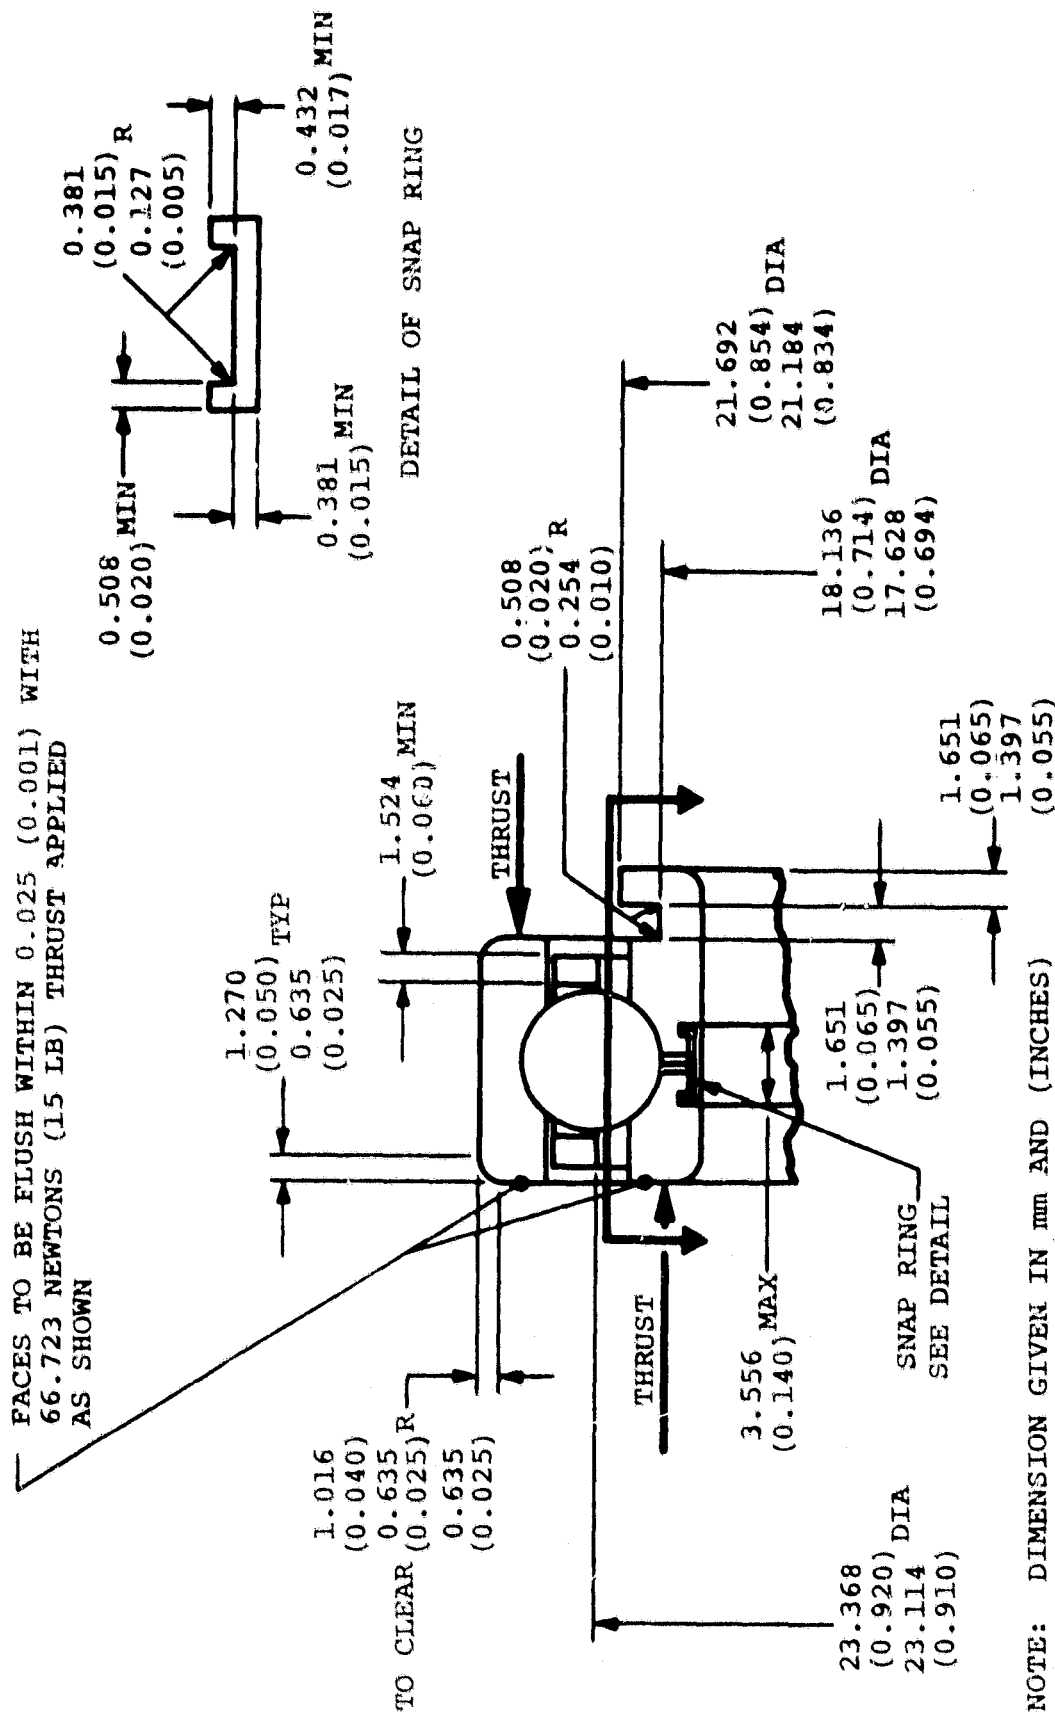 FACES TO BE FLUSH WITHIN 0.025 (0.001) WITH
66.723 NEWTONS (15 LB) THRUST APPLIED
AS SHOWN
0.508
(0.020) MIN
0.381
(0.015) R
0.127
(0.005)
0.432
(0.017) MIN
0.381
(0.015) MIN
DETAIL OF SNAP RING
1.270
(0.050) TYP
0.635
(0.025)
1.524
(0.060) MIN
THRUST
0.508
(0.020) R
0.254
(0.010)
21.692
(0.854) DIA
21.184
(0.834)
18.136
(0.714) DIA
17.628
(0.694)
1.016
(0.040)
0.635
TO CLEAR (0.025) R
0.635
(0.025)
THRUST
3.556
(0.140) MAX
1.651
(0.065)
1.397
(0.055)
1.651
(0.065)
1.397
(0.055)
SNAP RING
SEE DETAIL
23.368
(0.920) DIA
23.114
(0.910)
NOTE: DIMENSION GIVEN IN mm AND (INCHES)